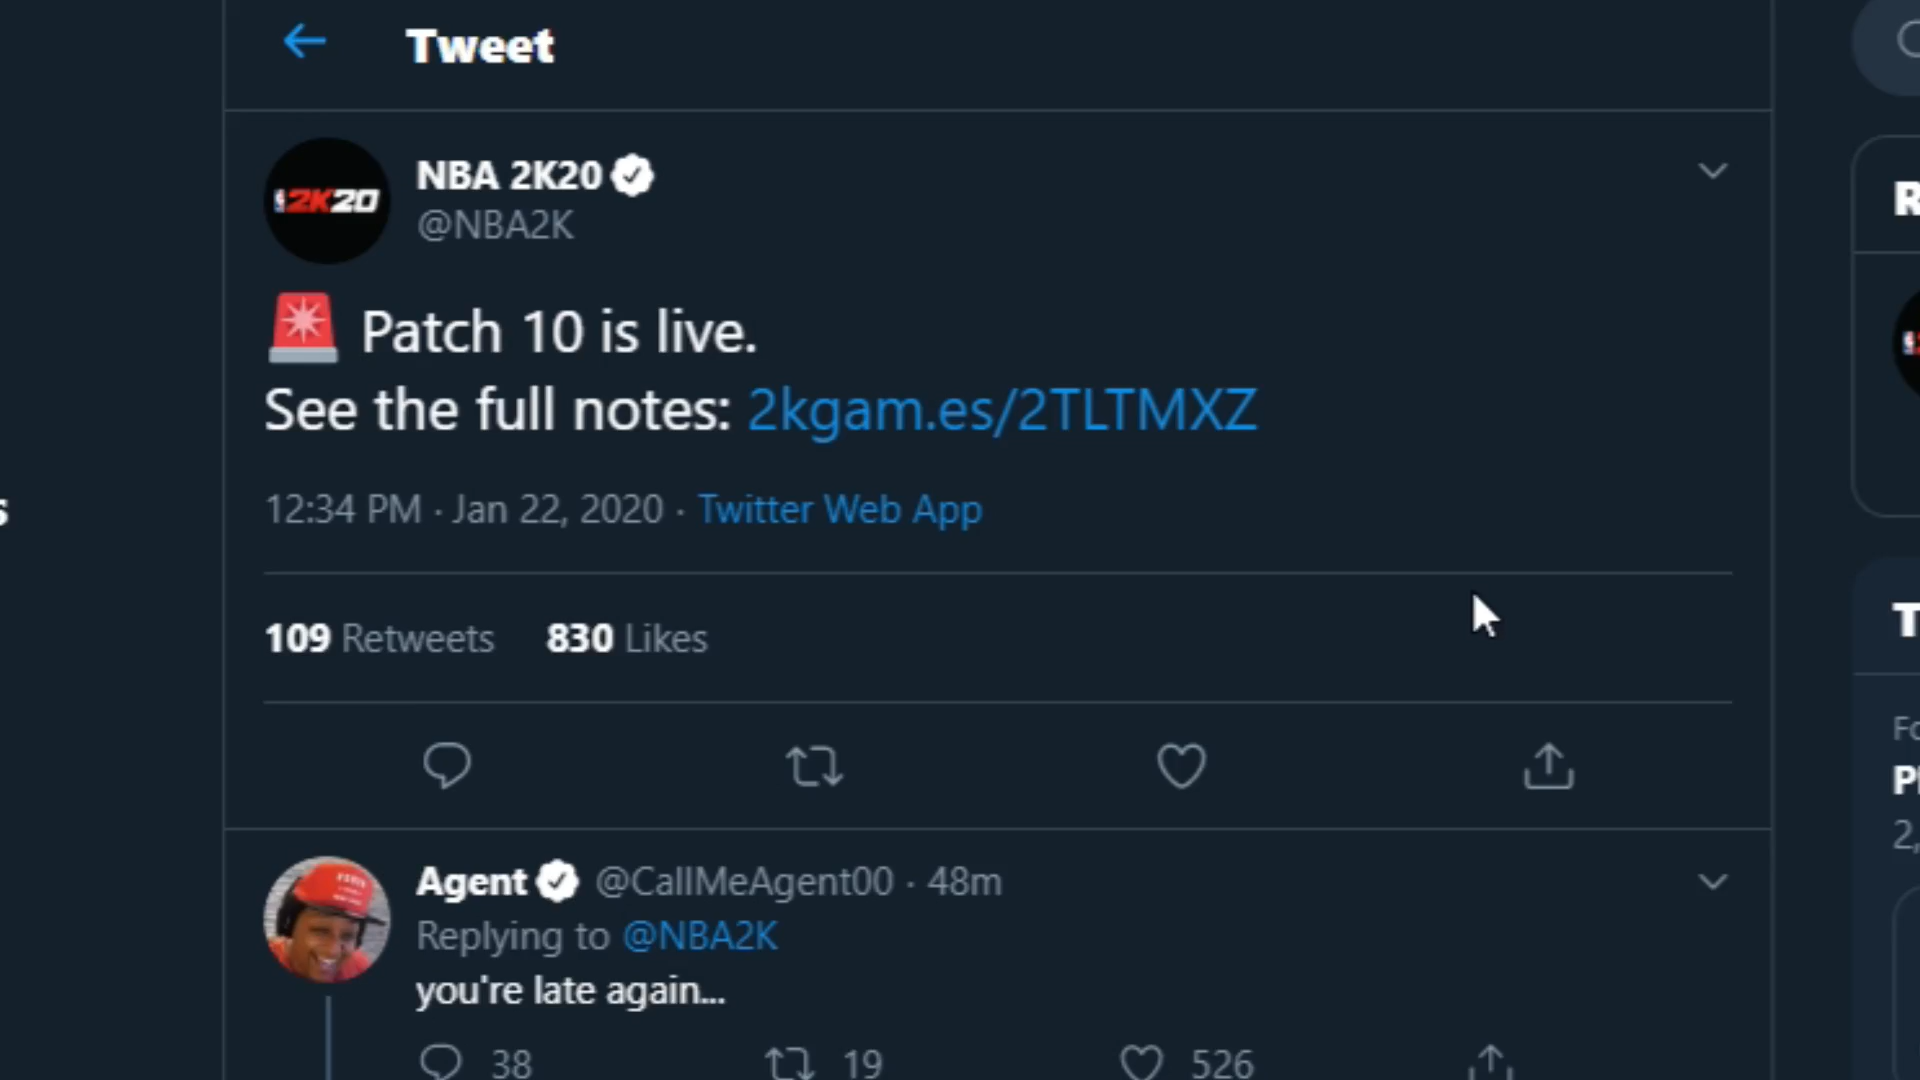 Tweet
NBA 2K20
@NBA2K
2K20
Patch 10 is live.
See the full notes: 2kgam.es/2TLTMXZ
12:34 PM · Jan 22, 2020 · Twitter Web App
109 Retweets 830 Likes
Agent @CallMeAgent00 · 48m
Replying to @NBA2K
you're late again...
38 19 526